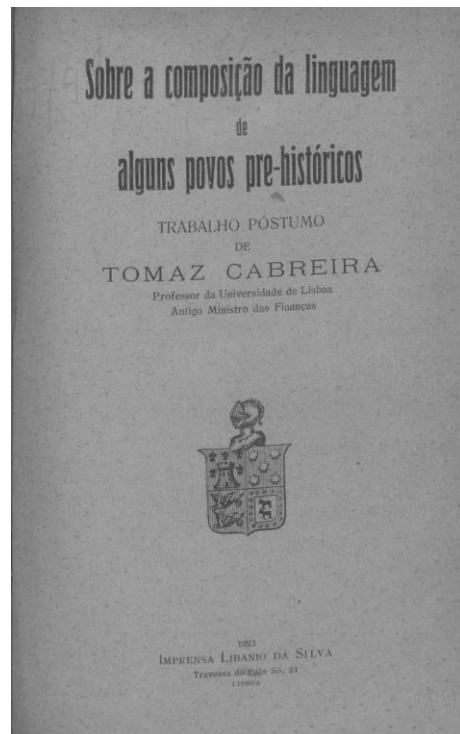 Sobre a composição da linguagem
de
alguns povos pre-históricos
TRABALHO PÓSTUMO
DE
TOMAZ CABREIRA
Professor da Universidade de Lisboa
Antigo Ministro das Finanças
1923
IMPRENSA LIBANIO DA SILVA
Travessa do Fala Só, 24
LISBOA